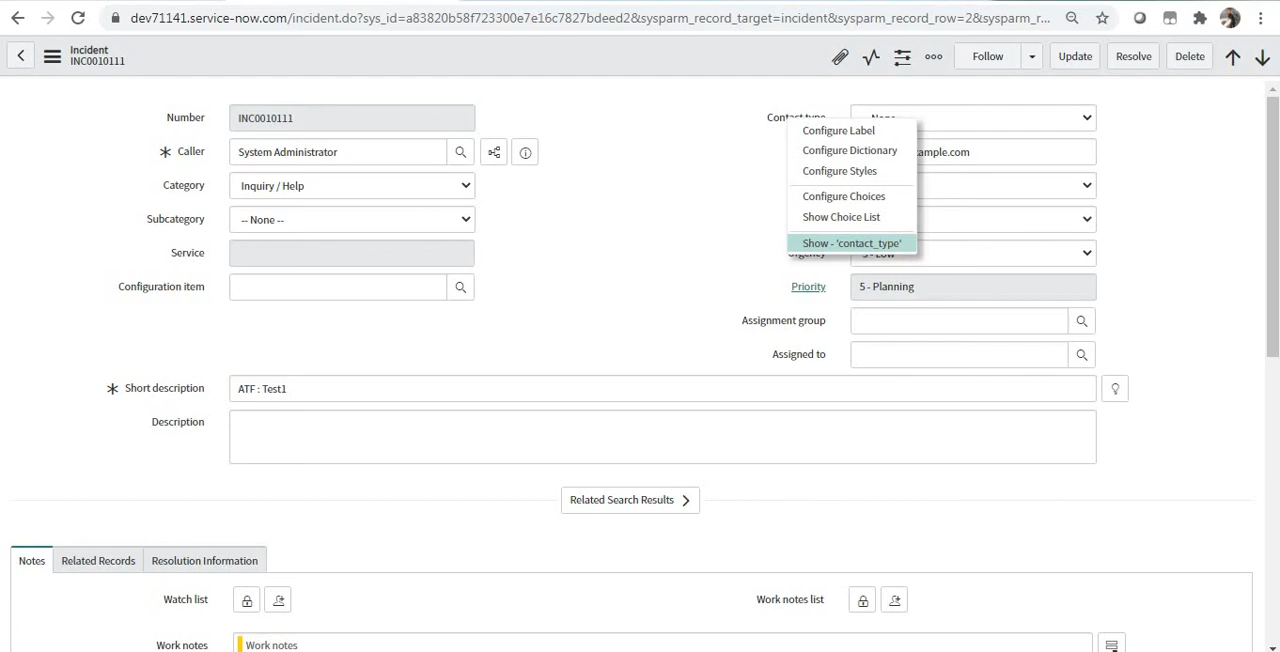 dev71141.service-now.com/incident.do?sys_id=a83820b58f723300e7e16c7827bdeed2&sysparm_record_target=incident&sysparm_record_row=2&sysparm_r...
Incident
INC0010111
Follow
Update
Resolve
Delete
Number
INC0010111
Contact type
-- None --
Configure Label
Caller
System Administrator
Configure Dictionary
ample.com
Configure Styles
Category
Inquiry / Help
Configure Choices
Subcategory
-- None --
Show Choice List
Show - 'contact_type'
Service
Urgency
3 - Low
Configuration item
Priority
5 - Planning
Assignment group
Assigned to
Short description
ATF : Test1
Description
Related Search Results
Notes
Related Records
Resolution Information
Watch list
Work notes list
Work notes
Work notes